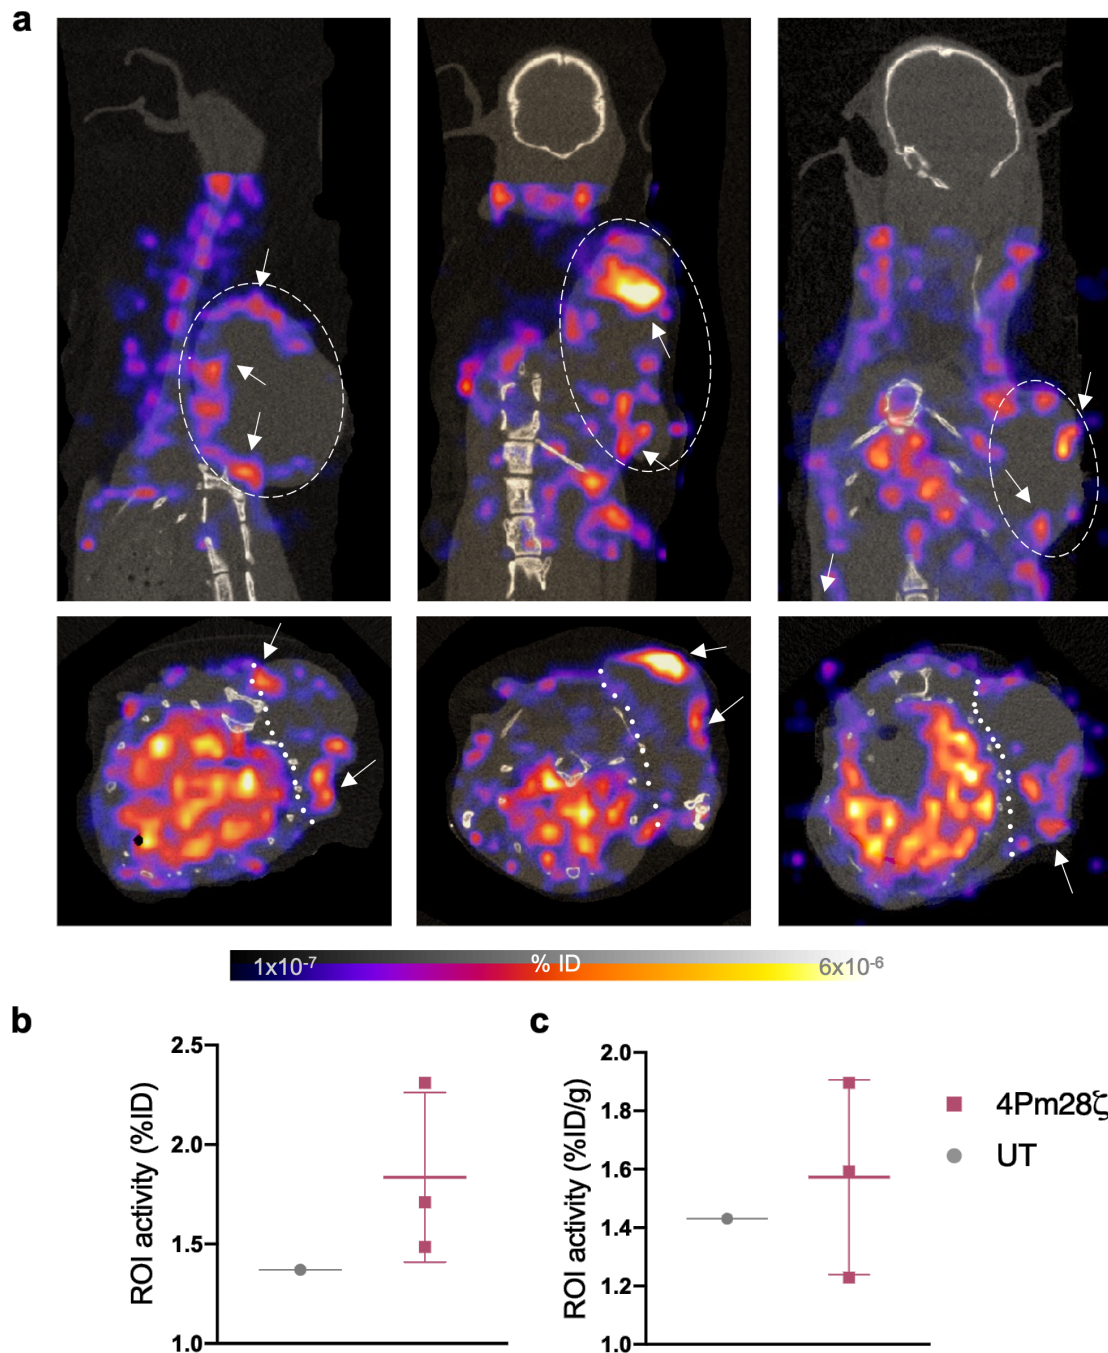 a
1x10⁻⁷ % ID 6x10⁻⁶
b
ROI activity (%ID)
2.5
2.0
1.5
1.0
c
ROI activity (%ID/g)
2.0
1.8
1.6
1.4
1.2
1.0
4Pm28ζ
UT